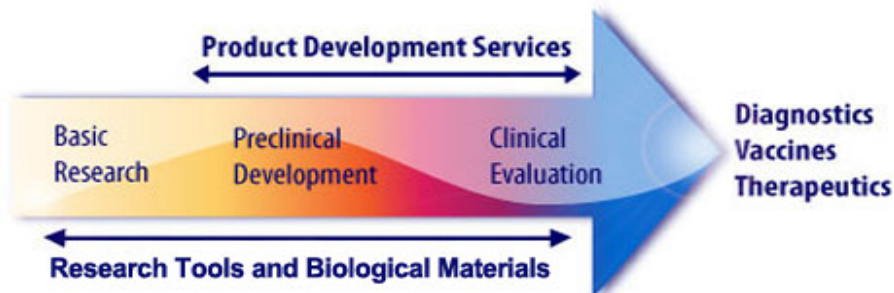 Product Development Services
Basic
Research
Preclinical
Development
Clinical
Evaluation
Diagnostics
Vaccines
Therapeutics
Research Tools and Biological Materials